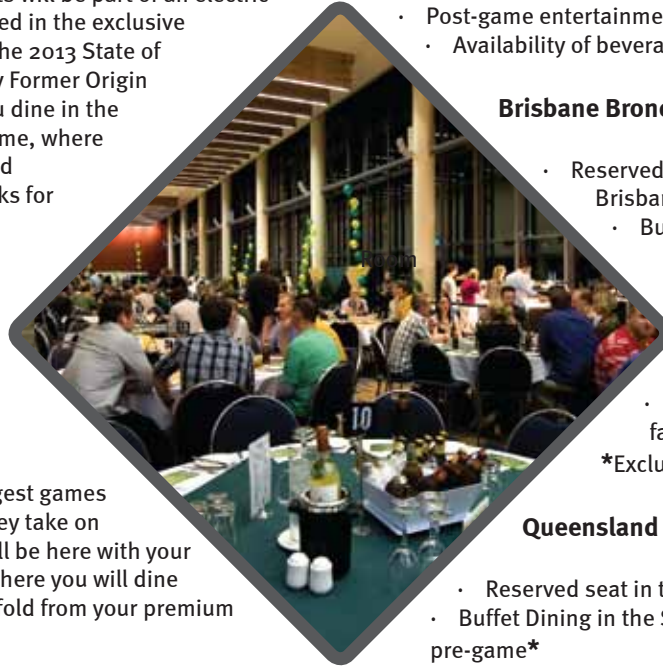 s will be part of an electric
ed in the exclusive
he 2013 State of
y Former Origin
u dine in the
me, where
d
ks for
gest games
ey take on
ll be here with your
here you will dine
fold from your premium
· Post-game entertainme
· Availability of bevera
Brisbane Bronc
· Reserved
Brisban
· Bu
·
fa
*Exclu
Queensland
· Reserved seat in t
· Buffet Dining in the S
pre-game*
10